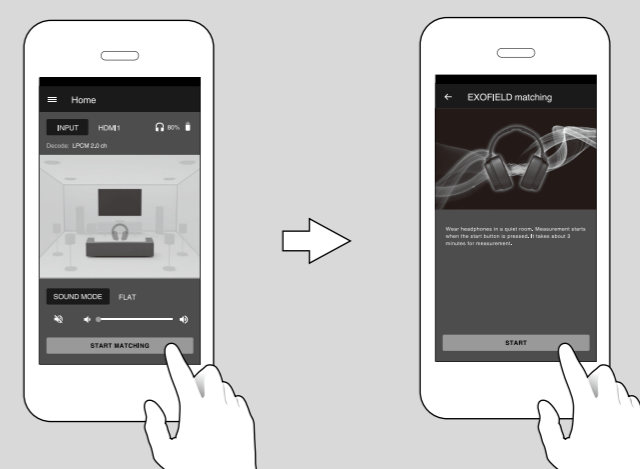 Home
INPUT HDMI1 80%
Decode: LPCM 2.0 ch
SOUND MODE FLAT
START MATCHING
EXOFIELD matching
Wear headphones in a quiet room. Measurement starts
when the start button is pressed. It takes about 3
minutes for measurement.
START